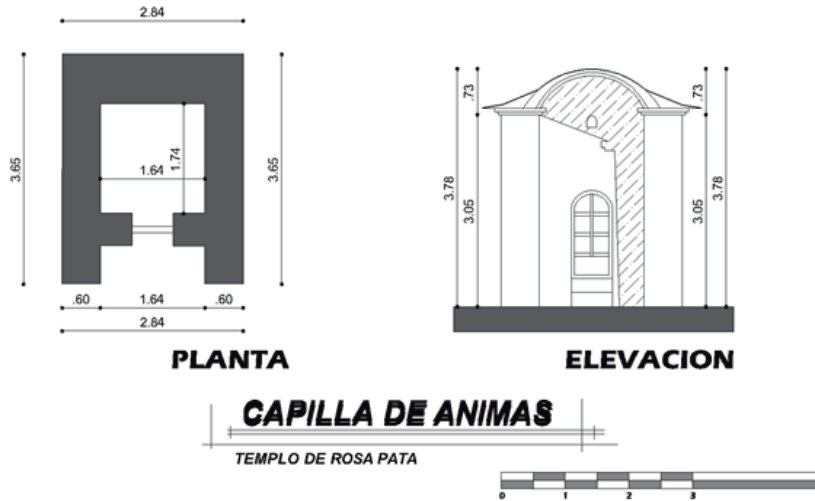 2.84
3.65
1.74
1.64
3.65
.60 1.64 .60
2.84
PLANTA
.73
3.78
3.05
.73
3.05
3.78
ELEVACION
CAPILLA DE ANIMAS
TEMPLO DE ROSA PATA
0 1 2 3